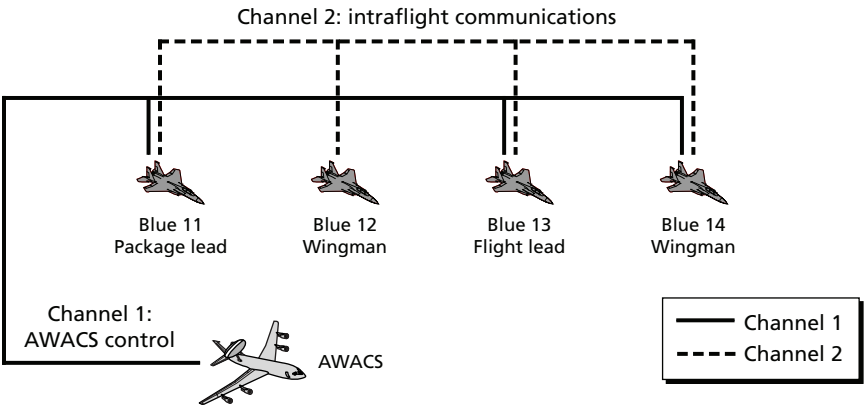 Channel 2: intraflight communications
Blue 11
Package lead
Blue 12
Wingman
Blue 13
Flight lead
Blue 14
Wingman
Channel 1:
AWACS control
AWACS
Channel 1
Channel 2